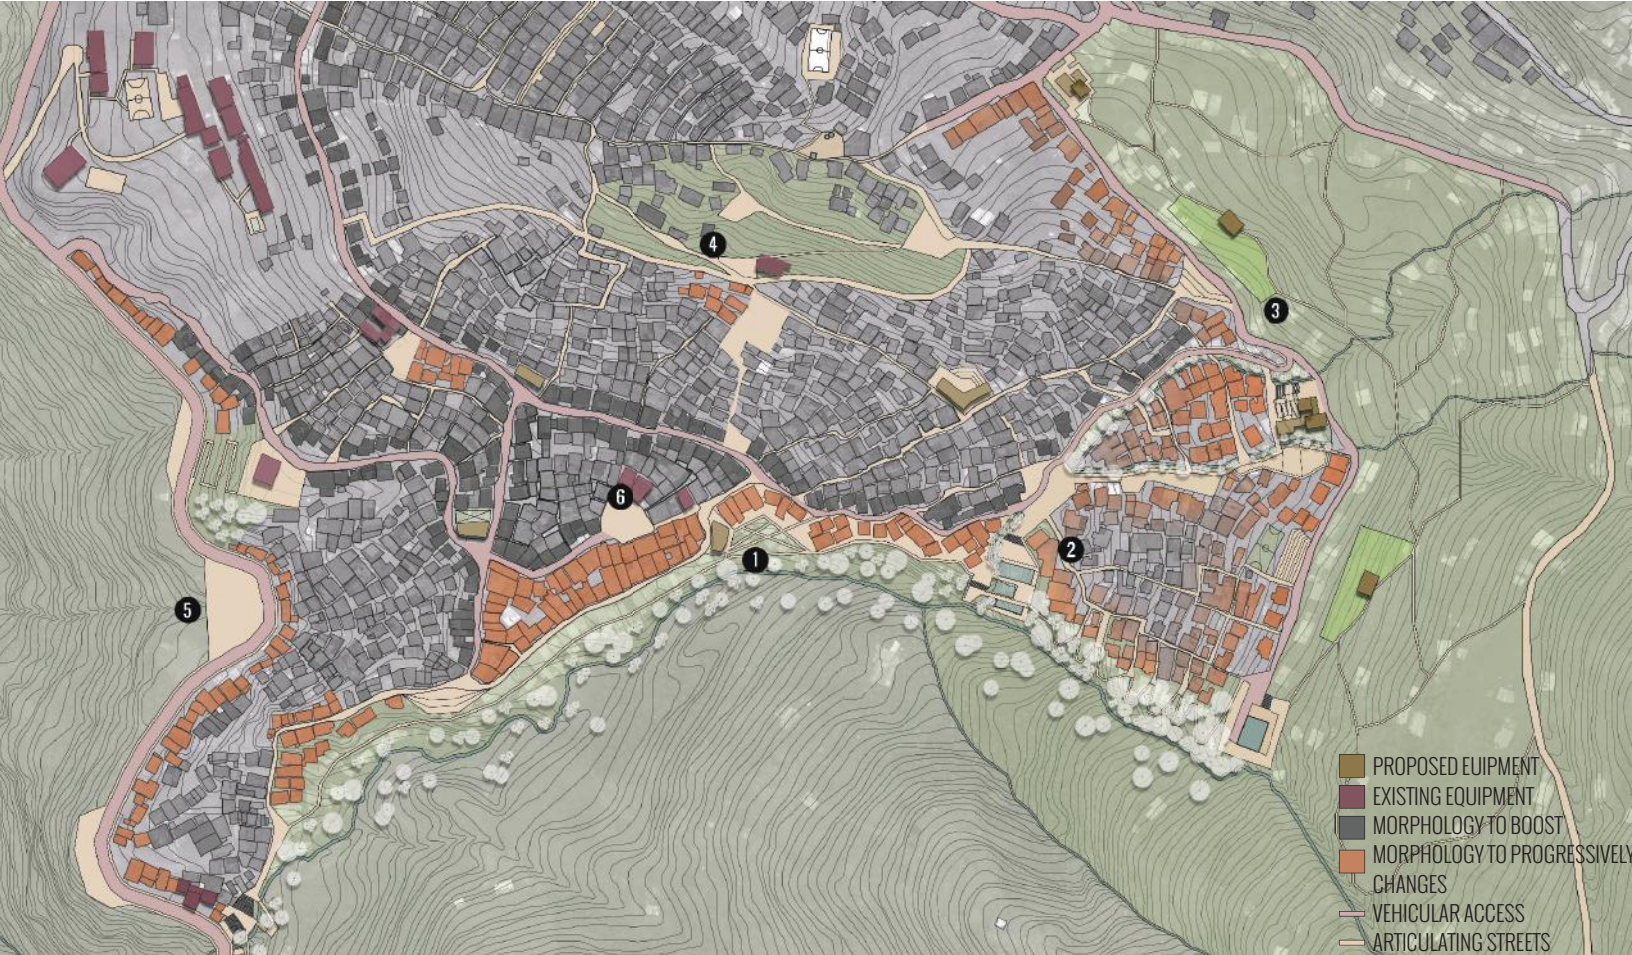 4
3
6
1
2
5
PROPOSED EUIPMENT
EXISTING EQUIPMENT
MORPHOLOGY TO BOOST
MORPHOLOGY TO PROGRESSIVELY
CHANGES
VEHICULAR ACCESS
ARTICULATING STREETS